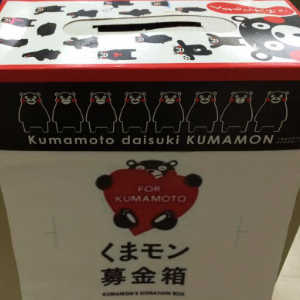 Kumamoto daisuki KUMAMON
FOR
KUMAMOTO
くまモン
募金箱
KUMAMON'S DONATION BOX